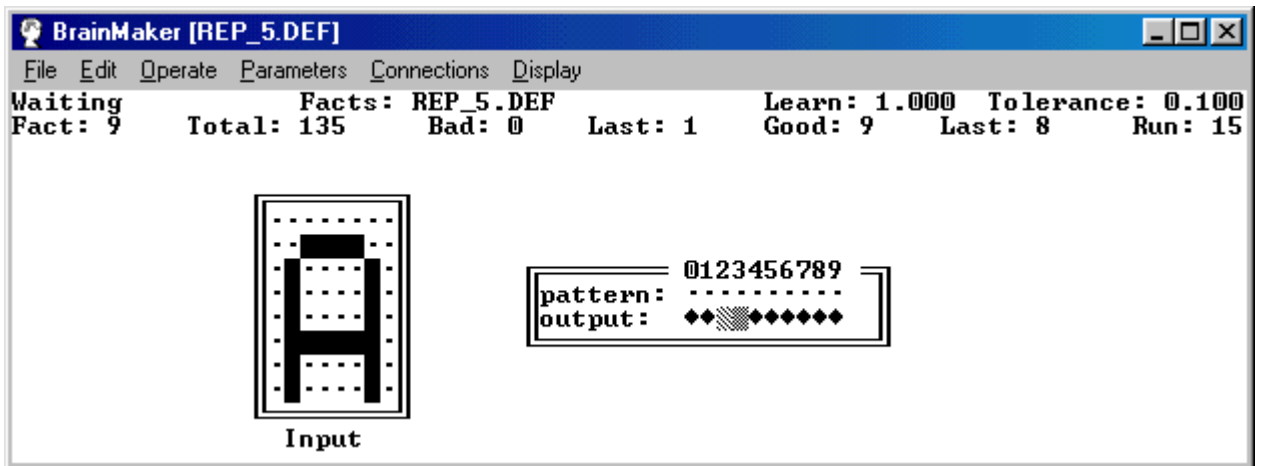 BrainMaker [REP_5.DEF]
File Edit Operate Parameters Connections Display
Waiting Facts: REP_5.DEF Learn: 1.000 Tolerance: 0.100
Fact: 9 Total: 135 Bad: 0 Last: 1 Good: 9 Last: 8 Run: 15
0123456789
pattern: ----------
output: ♦♦▒▒♦♦♦♦♦♦
Input